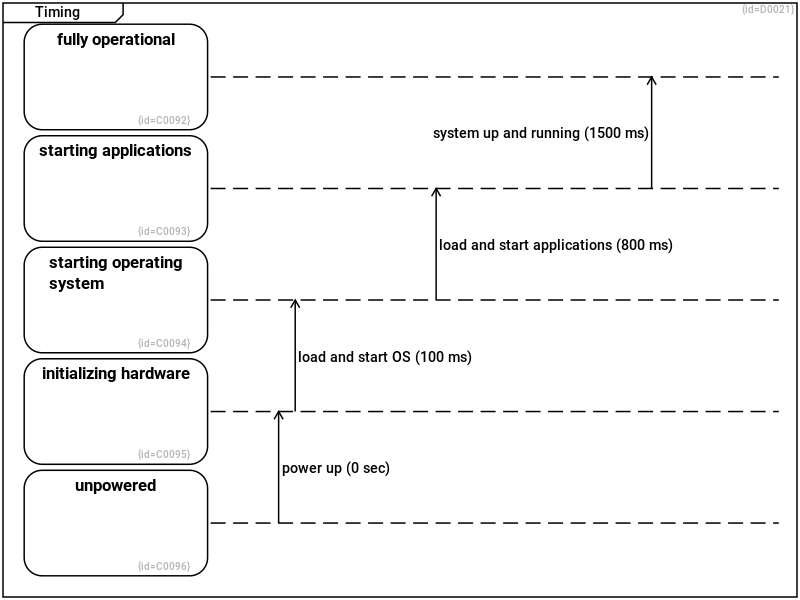 Timing
{id=D0021}
fully operational
{id=C0092}
system up and running (1500 ms)
starting applications
{id=C0093}
load and start applications (800 ms)
starting operating
system
{id=C0094}
load and start OS (100 ms)
initializing hardware
{id=C0095}
power up (0 sec)
unpowered
{id=C0096}